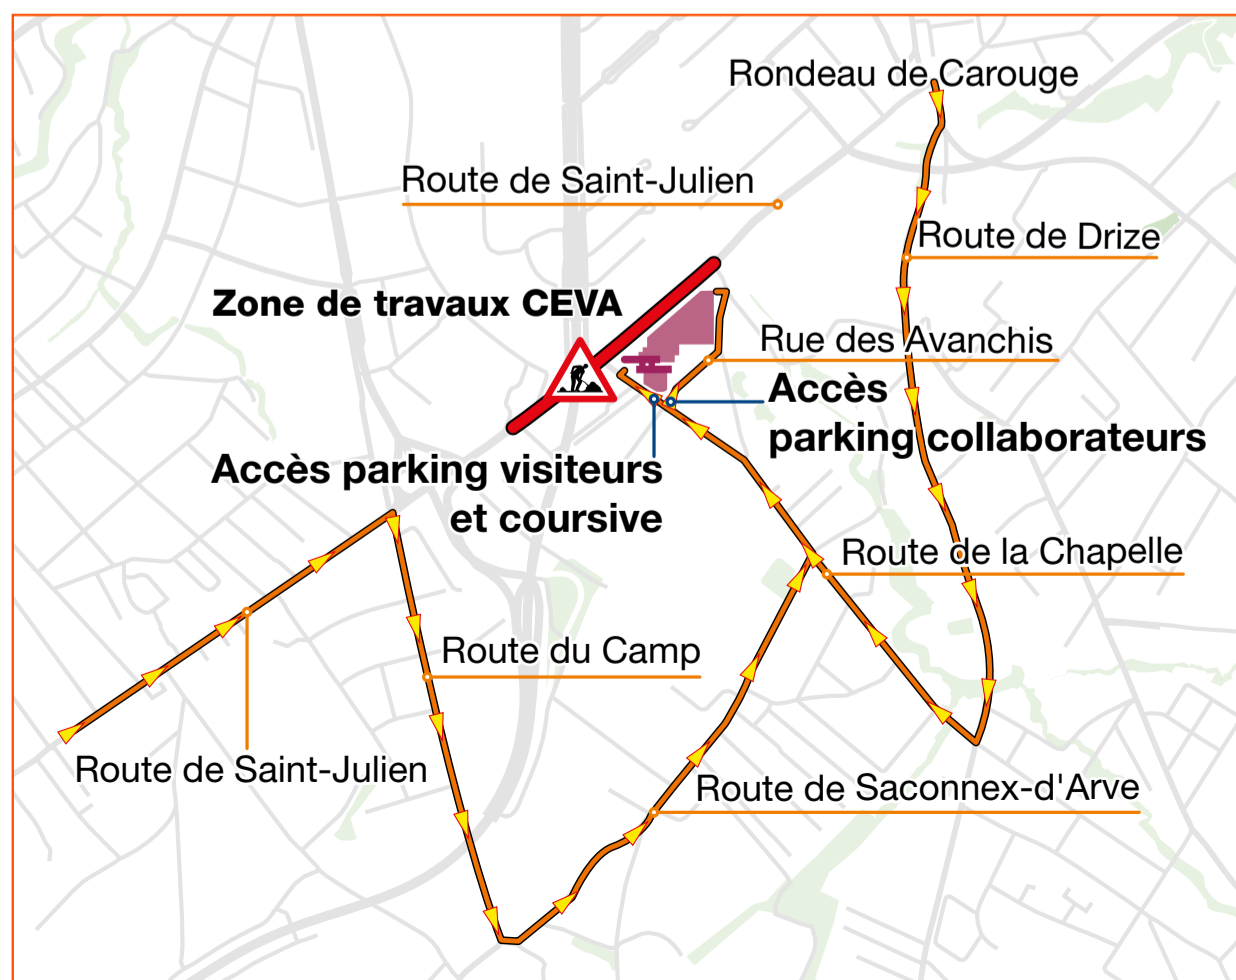 Rondeau de Carouge
Route de Saint-Julien
Route de Drize
Zone de travaux CEVA
Rue des Avanchis
Accès
parking collaborateurs
Accès parking visiteurs
et coursive
Route de la Chapelle
Route du Camp
Route de Saint-Julien
Route de Saconnex-d'Arve